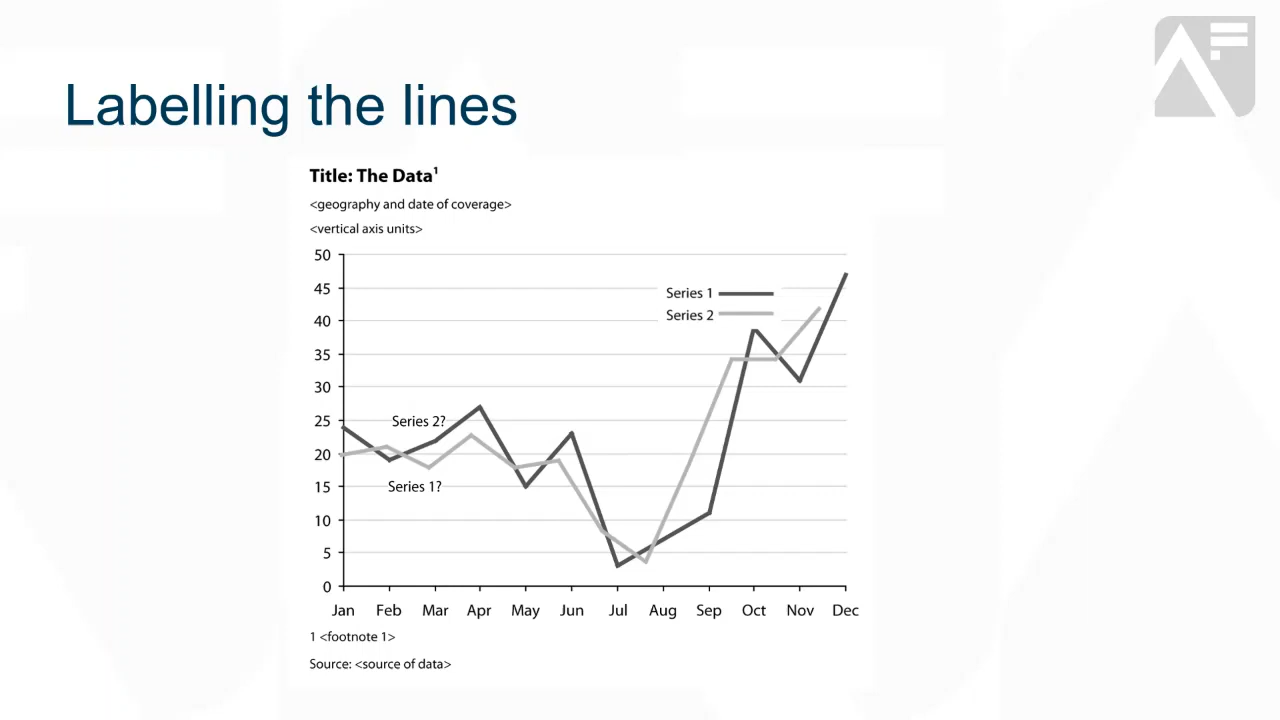 Labelling the lines
Title: The Data¹
<geography and date of coverage>
<vertical axis units>
50
45
Series 1
Series 2
40
35
30
25
Series 2?
20
Series 1?
15
10
5
0
Jan Feb Mar Apr May Jun Jul Aug Sep Oct Nov Dec
1 <footnote 1>
Source: <source of data>